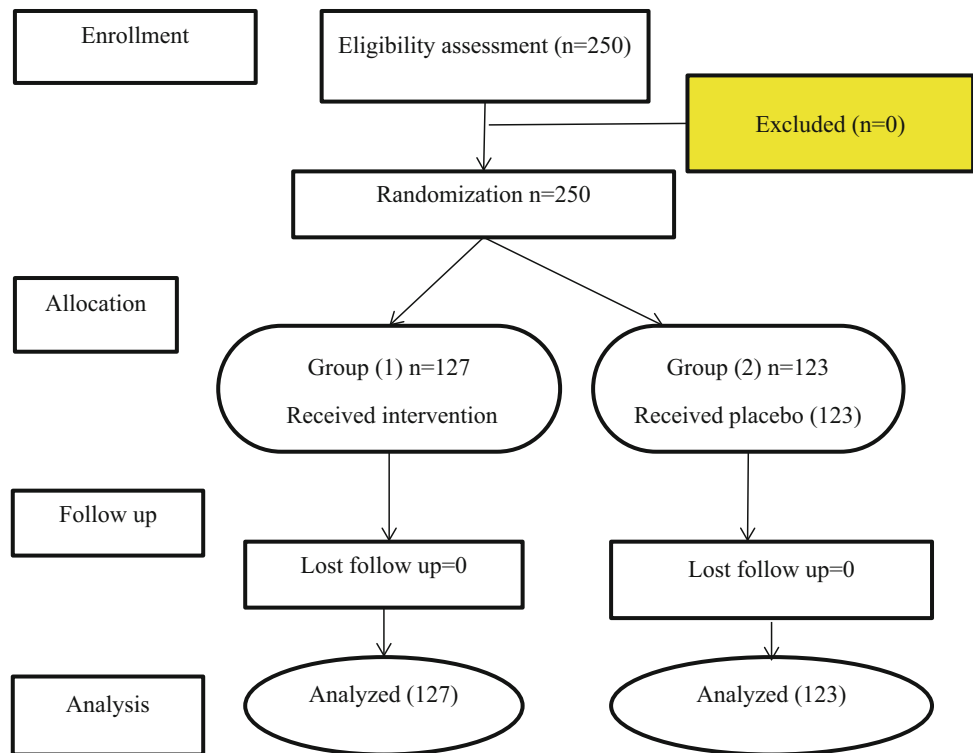 Enrollment
Eligibility assessment (n=250)
Excluded (n=0)
Randomization n=250
Allocation
Group (1) n=127
Received intervention
Group (2) n=123
Received placebo (123)
Follow up
Lost follow up=0
Lost follow up=0
Analysis
Analyzed (127)
Analyzed (123)